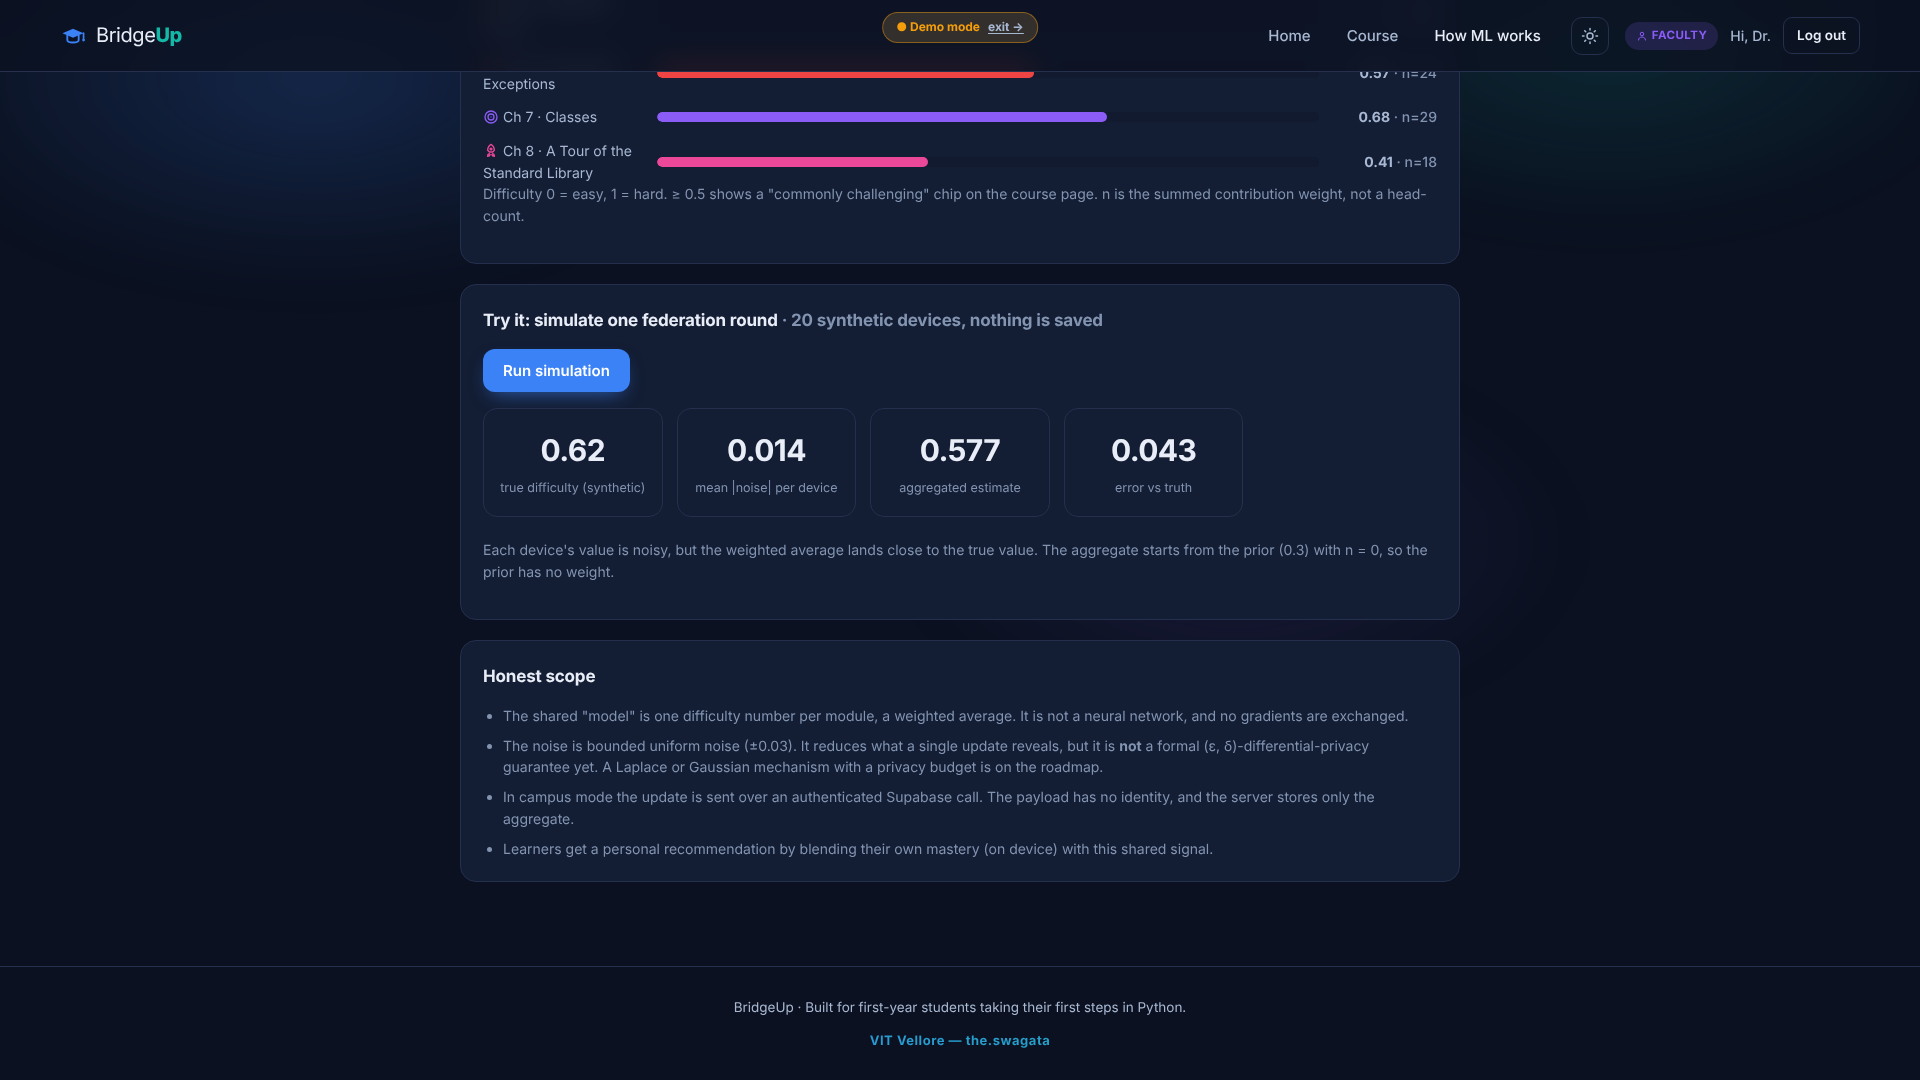 BridgeUp
Demo mode exit →
Home
Course
How ML works
FACULTY
Hi, Dr.
Log out
Exceptions
0.57 · n=24
Ch 7 · Classes
0.68 · n=29
Ch 8 · A Tour of the
Standard Library
0.41 · n=18
Difficulty 0 = easy, 1 = hard. ≥ 0.5 shows a "commonly challenging" chip on the course page. n is the summed contribution weight, not a head-
count.
Try it: simulate one federation round · 20 synthetic devices, nothing is saved
Run simulation
0.62
true difficulty (synthetic)
0.014
mean |noise| per device
0.577
aggregated estimate
0.043
error vs truth
Each device's value is noisy, but the weighted average lands close to the true value. The aggregate starts from the prior (0.3) with n = 0, so the
prior has no weight.
Honest scope
• The shared "model" is one difficulty number per module, a weighted average. It is not a neural network, and no gradients are exchanged.
• The noise is bounded uniform noise (±0.03). It reduces what a single update reveals, but it is not a formal (ε, δ)-differential-privacy
guarantee yet. A Laplace or Gaussian mechanism with a privacy budget is on the roadmap.
• In campus mode the update is sent over an authenticated Supabase call. The payload has no identity, and the server stores only the
aggregate.
• Learners get a personal recommendation by blending their own mastery (on device) with this shared signal.
BridgeUp · Built for first-year students taking their first steps in Python.
VIT Vellore — the.swagata